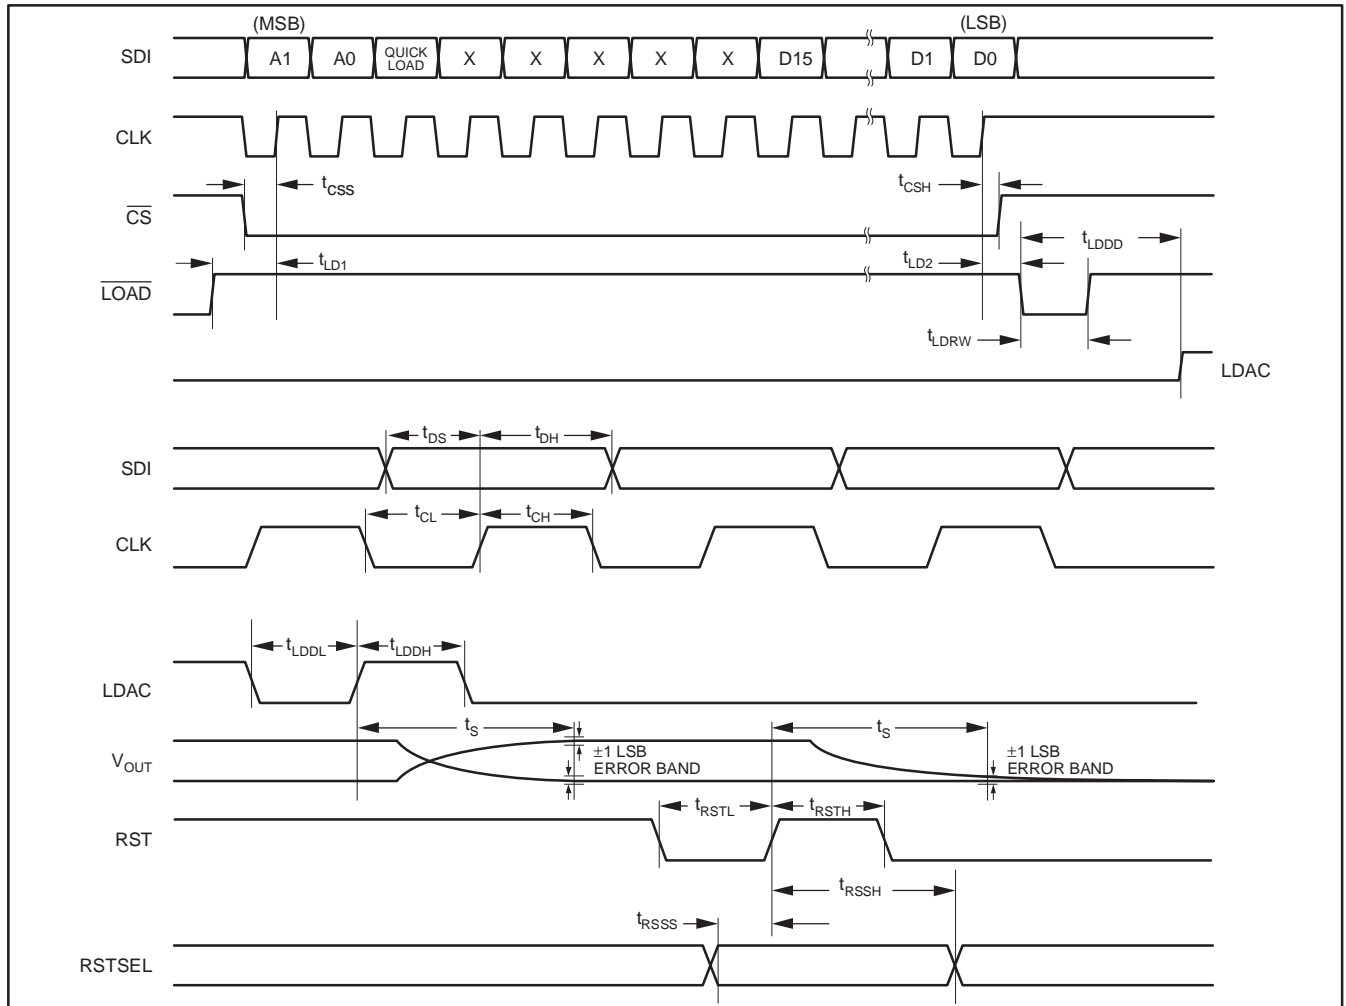 (MSB) (LSB)
SDI A1 A0 QUICK LOAD X X X X X D15 D1 D0
CLK
tCSS tCSH
CS
tLDDD
tLD1 tLD2
LOAD
tLDRW
LDAC
tDS tDH
SDI
tCL tCH
CLK
tLDDL tLDDH
LDAC
tS tS
VOUT ±1 LSB ERROR BAND ±1 LSB ERROR BAND
tRSTL tRSTH
RST
tRSSH
tRSSS
RSTSEL